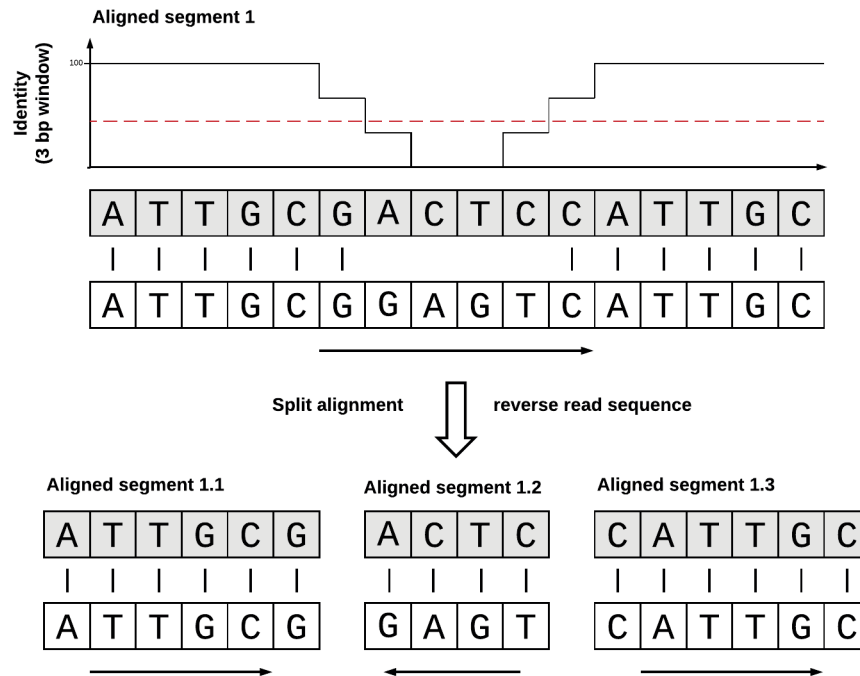 Aligned segment 1
Identity
(3 bp window)
100
A T T G C G A C T C C A T T G C
A T T G C G G A G T C A T T G C
Split alignment reverse read sequence
Aligned segment 1.1 Aligned segment 1.2 Aligned segment 1.3
A T T G C G A C T C C A T T G C
A T T G C G G A G T C A T T G C